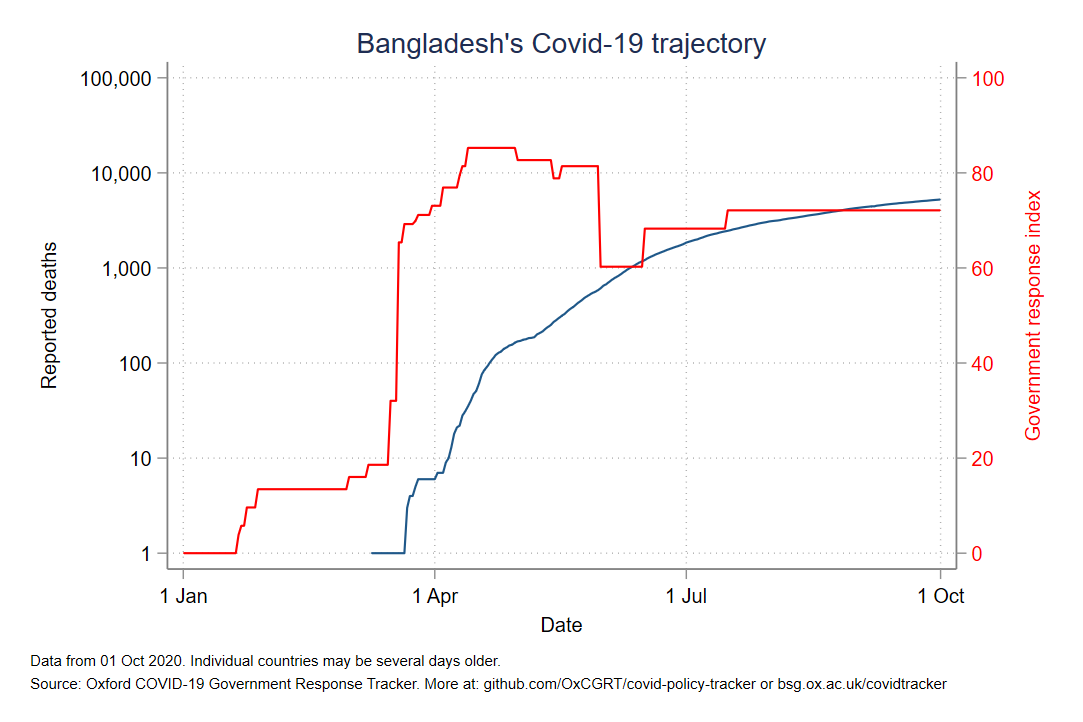 Bangladesh's Covid-19 trajectory
100,000
10,000
1,000
100
10
1
Reported deaths
100
80
60
40
20
0
Government response index
1 Jan
1 Apr
1 Jul
1 Oct
Date
Data from 01 Oct 2020. Individual countries may be several days older.
Source: Oxford COVID-19 Government Response Tracker. More at: github.com/OxCGRT/covid-policy-tracker or bsg.ox.ac.uk/covidtracker